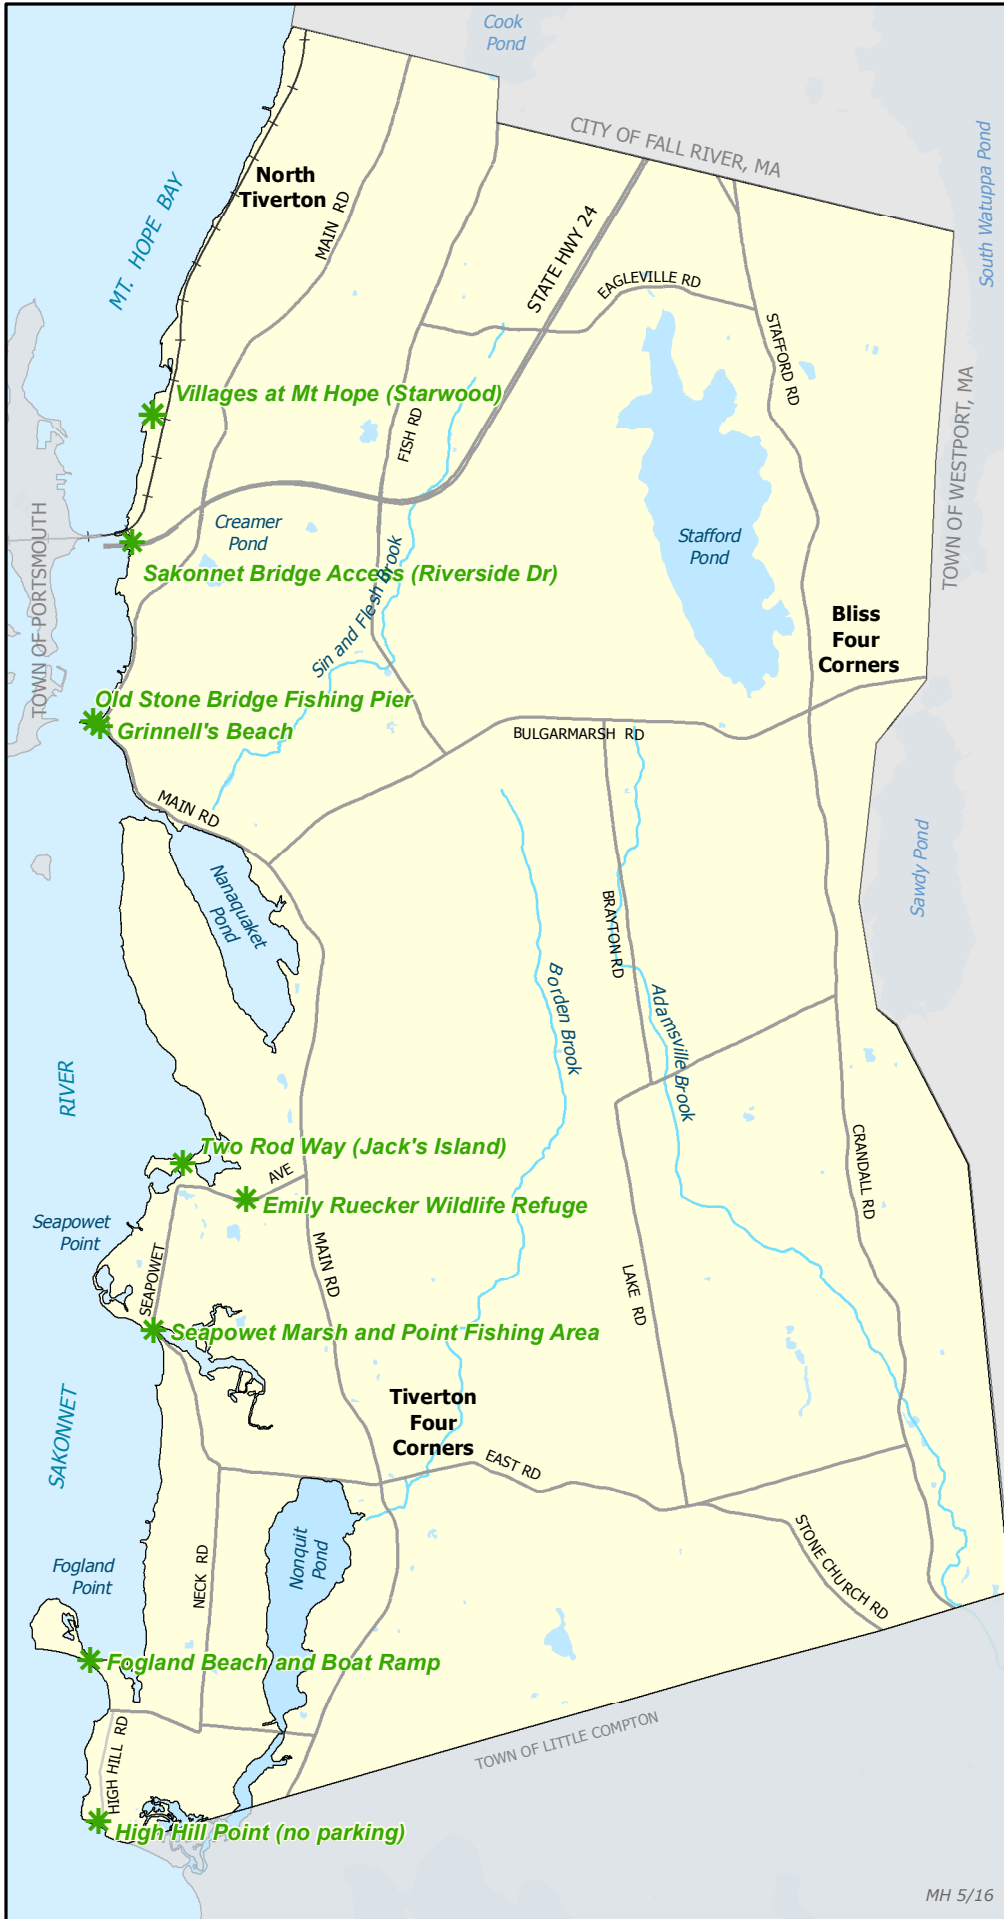 Cook
Pond
CITY OF FALL RIVER, MA
South Watuppa Pond
North
Tiverton
MAIN RD
MT. HOPE BAY
STATE HWY 24
EAGLEVILLE RD
STAFFORD RD
Villages at Mt Hope (Starwood)
FISH RD
TOWN OF WESTPORT, MA
TOWN OF PORTSMOUTH
Creamer
Pond
Stafford
Pond
Sakonnet Bridge Access (Riverside Dr)
Sin and Flesh Brook
Bliss
Four
Corners
Old Stone Bridge Fishing Pier
Grinnell's Beach
BULGARMARSH RD
MAIN RD
Nanaquaket
Pond
Sawdy Pond
BRAYTON RD
Borden Brook
Adamsville Brook
RIVER
Two Rod Way (Jack's Island)
AVE
Emily Ruecker Wildlife Refuge
CRANDALL RD
Seapowet
Point
SEAPOWET
MAIN RD
LAKE RD
Seapowet Marsh and Point Fishing Area
SAKONNET
Tiverton
Four
Corners
EAST RD
Nonquit
Pond
STONE CHURCH RD
Fogland
Point
NECK RD
Fogland Beach and Boat Ramp
HIGH HILL RD
TOWN OF LITTLE COMPTON
High Hill Point (no parking)
MH 5/16